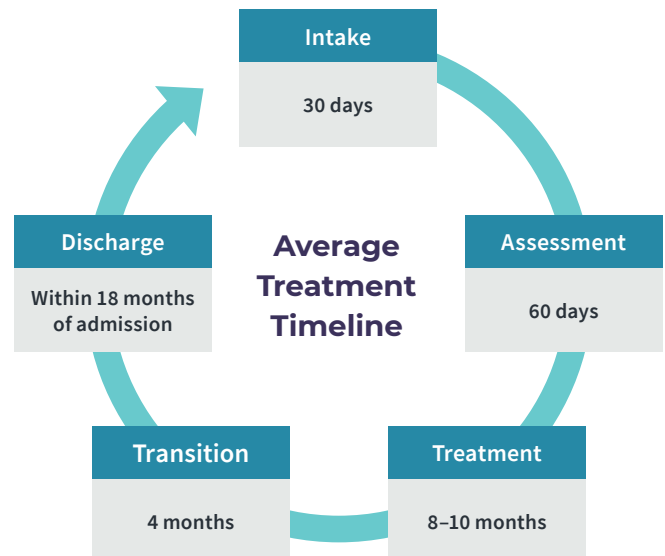 Intake
30 days
Assessment
60 days
Treatment
8–10 months
Transition
4 months
Discharge
Within 18 months
of admission
Average
Treatment
Timeline